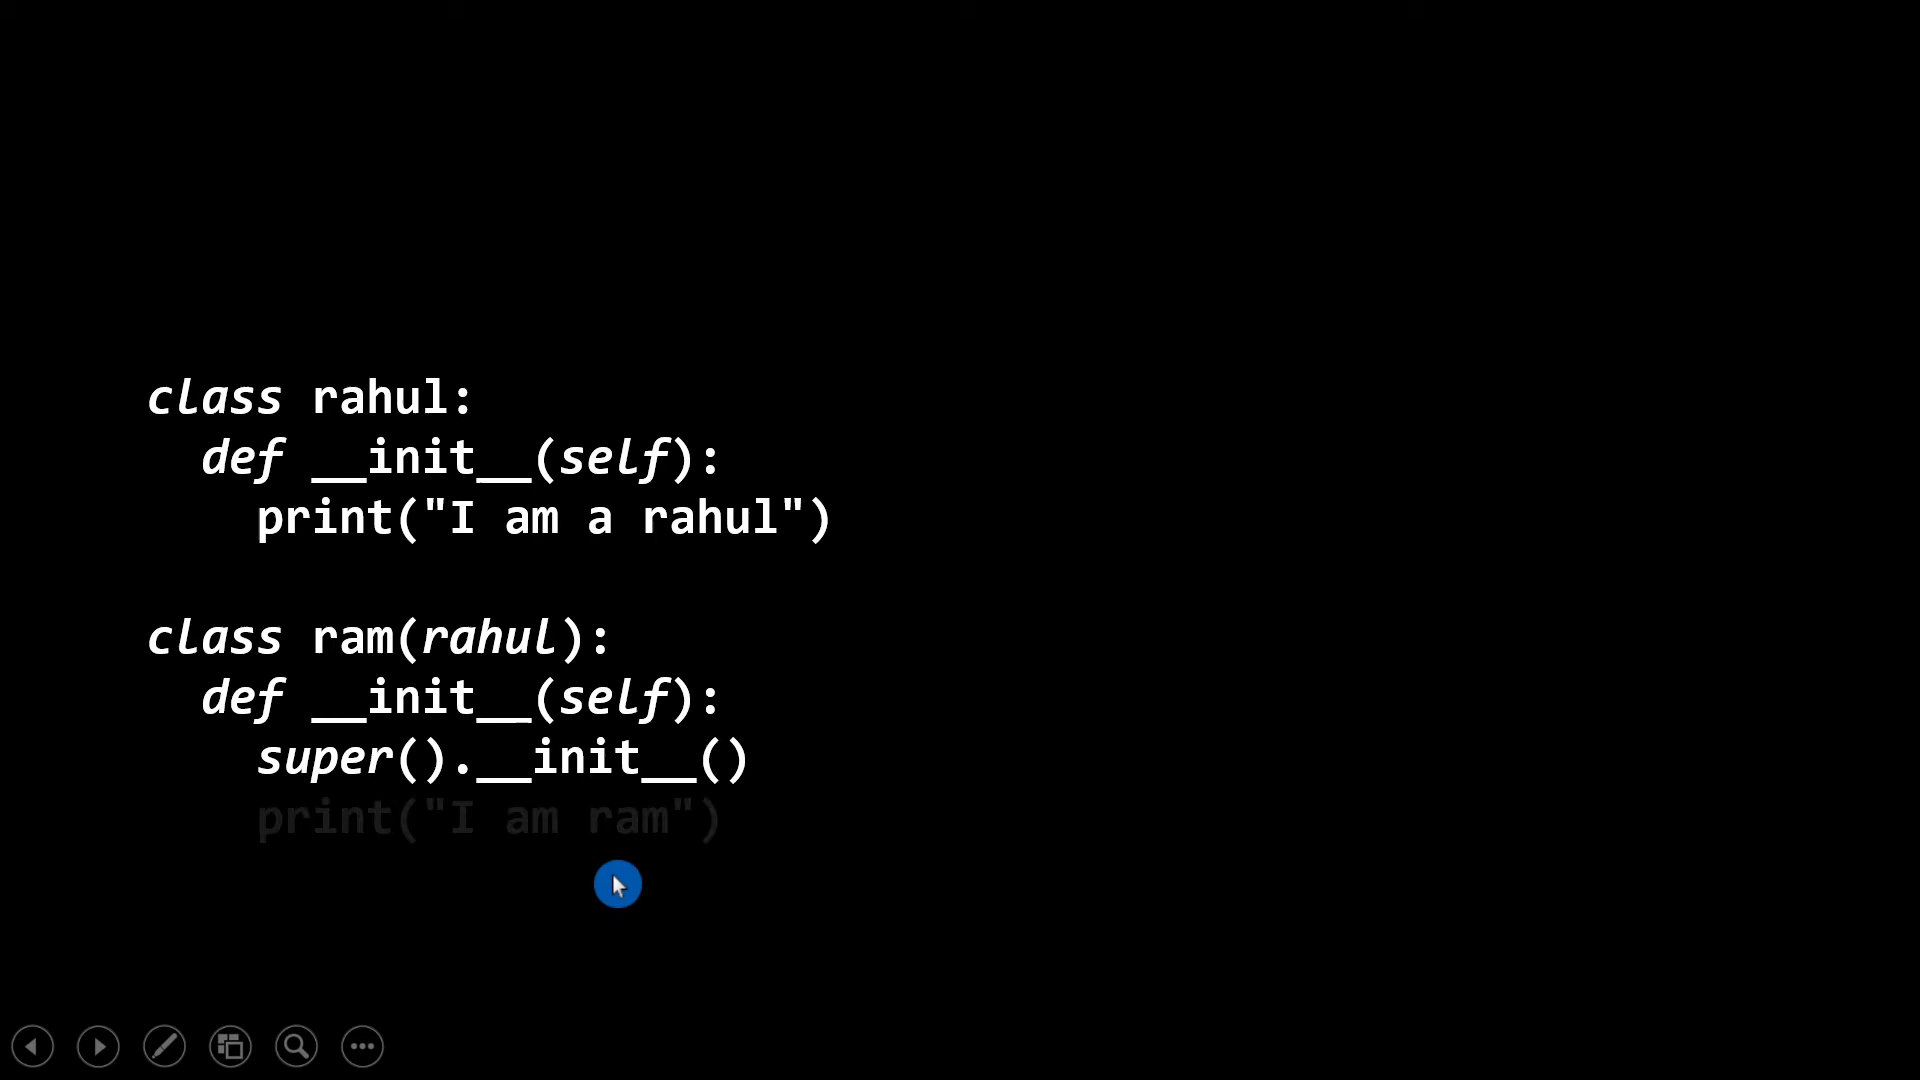 class rahul:
def __init__(self):
print("I am a rahul")
class ram(rahul):
def __init__(self):
super().__init__()
print("I am ram")